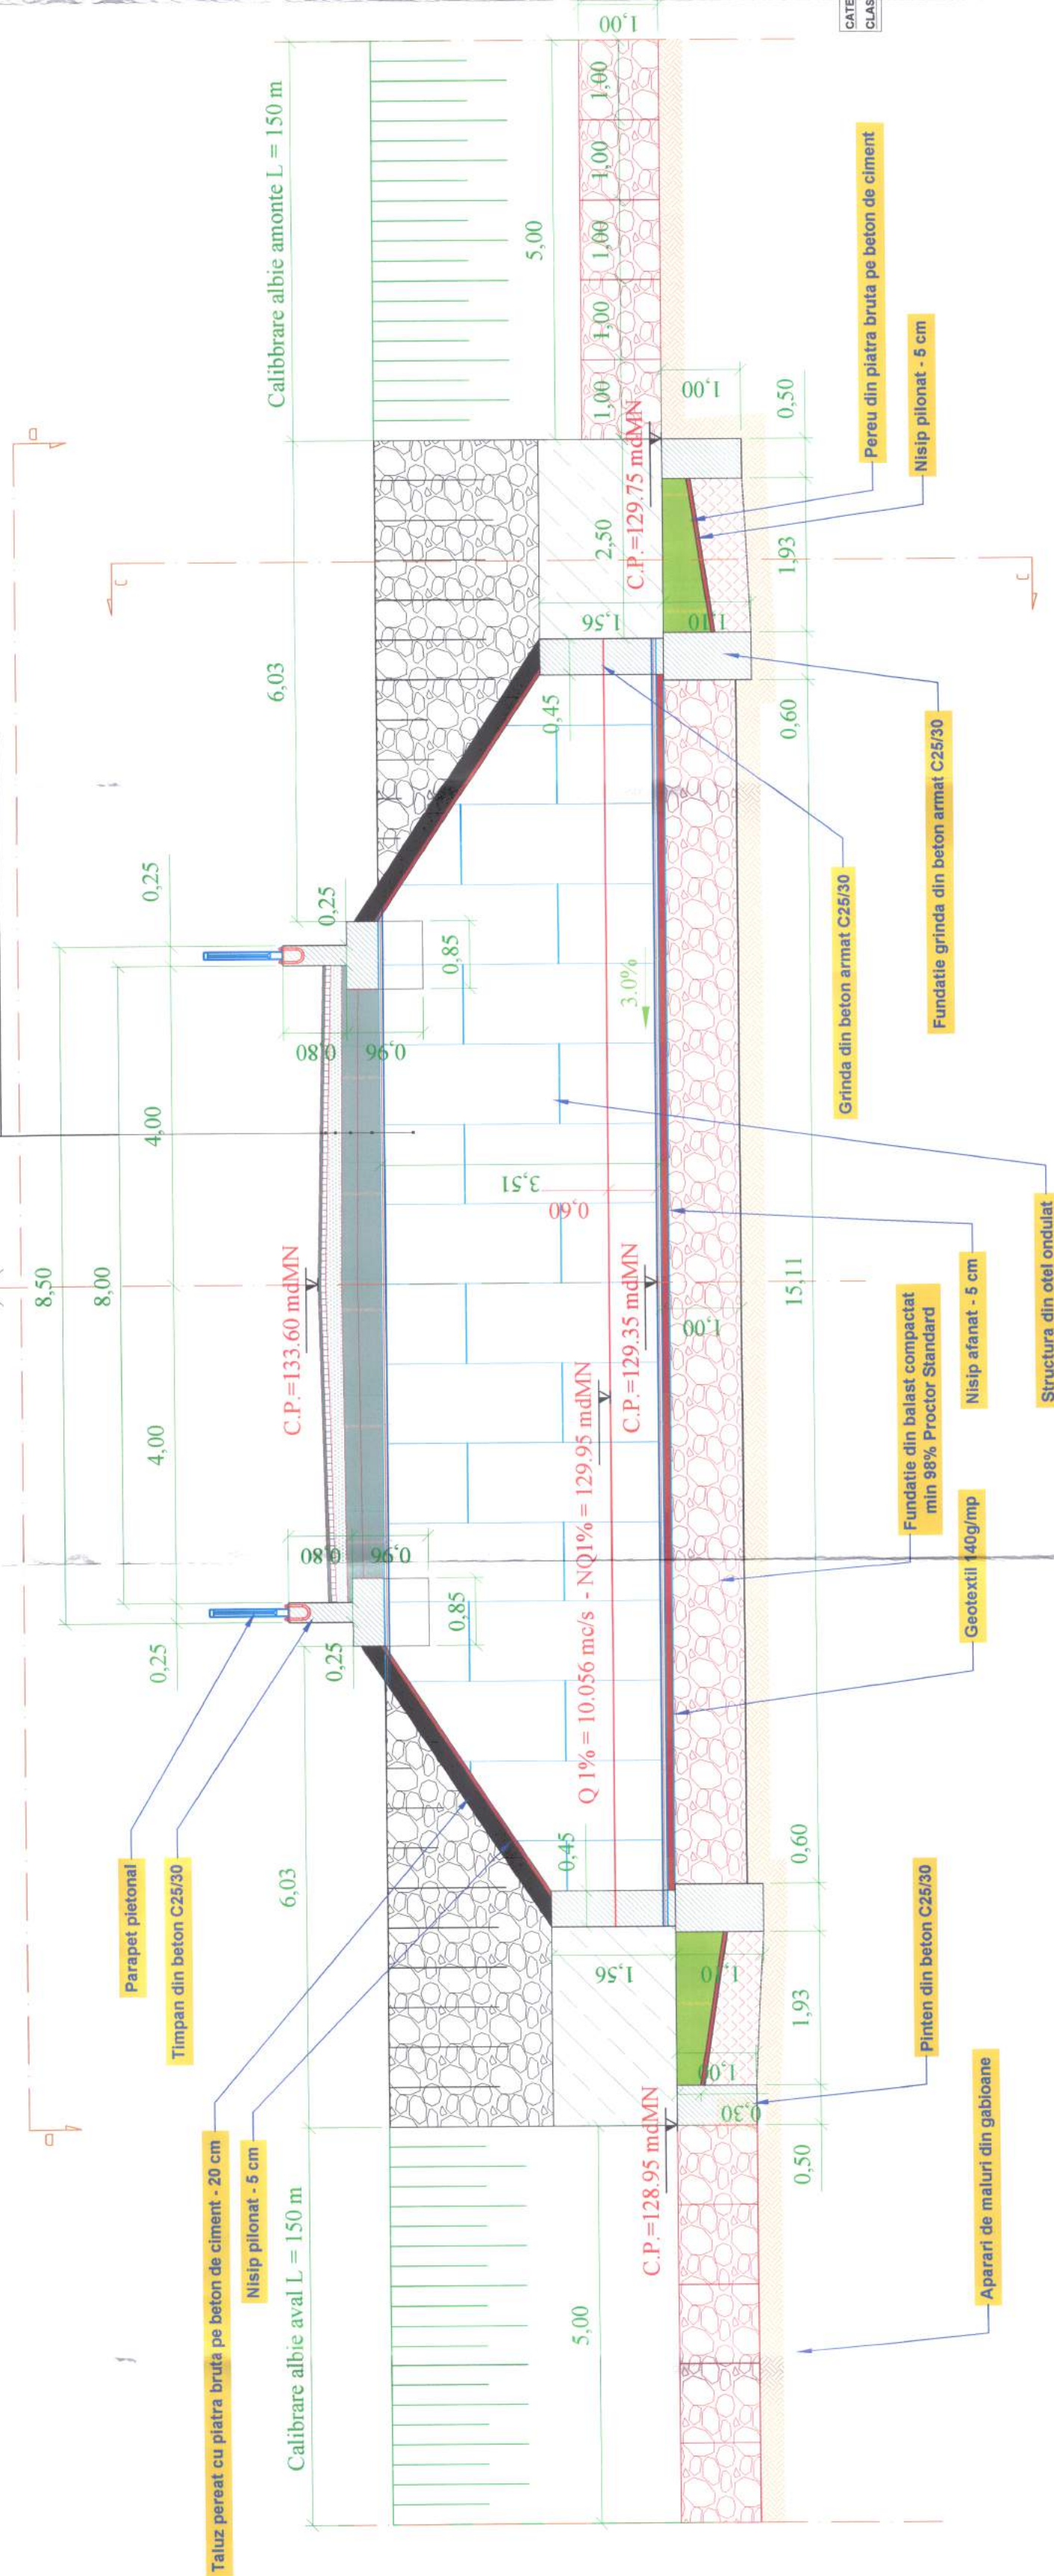 Calibbrare albie amonte L = 150 m
Calibrare albie aval L = 150 m
8,50
8,00
4,00
4,00
0,25
0,25
0,25
0,25
6,03
6,03
5,00
5,00
1,00
1,00
1,00
1,00
1,00
1,00
1,00
C.P.=133.60 mdMN
C.P.=129.75 mdMN
C.P.=129.35 mdMN
C.P.=128.95 mdMN
Q 1% = 10.056 mc/s - NQ1% = 129.95 mdMN
0,80
0,96
0,85
0,80
0,96
0,85
0,45
0,45
1,56
1,56
2,50
1,10
1,10
3,51
0,60
3.0%
1,00
1,00
0,30
0,50
1,93
0,60
15,11
0,60
1,93
0,50
Parapet pietonal
Timpan din beton C25/30
Taluz pereat cu piatra bruta pe beton de ciment - 20 cm
Nisip pilonat - 5 cm
Pereu din piatra bruta pe beton de ciment
Nisip pilonat - 5 cm
Grinda din beton armat C25/30
Fundatie grinda din beton armat C25/30
Structura din otel ondulat
Nisip afanat - 5 cm
Fundatie din balast compactat
min 98% Proctor Standard
Geotextil 140g/mp
Pinten din beton C25/30
Aparari de maluri din gabioane
C
C
D
D
CATE
CLAS